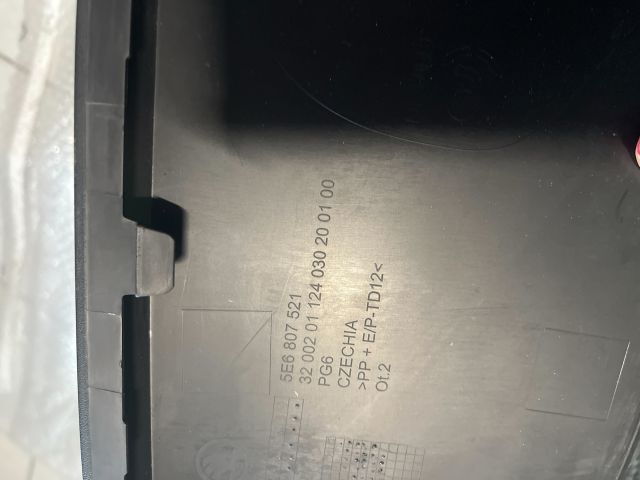 5E6 807 521
32 002 01 124 030 20 01 00
PG6
CZECHIA
>PP + E/P-TD12<
Ot.2